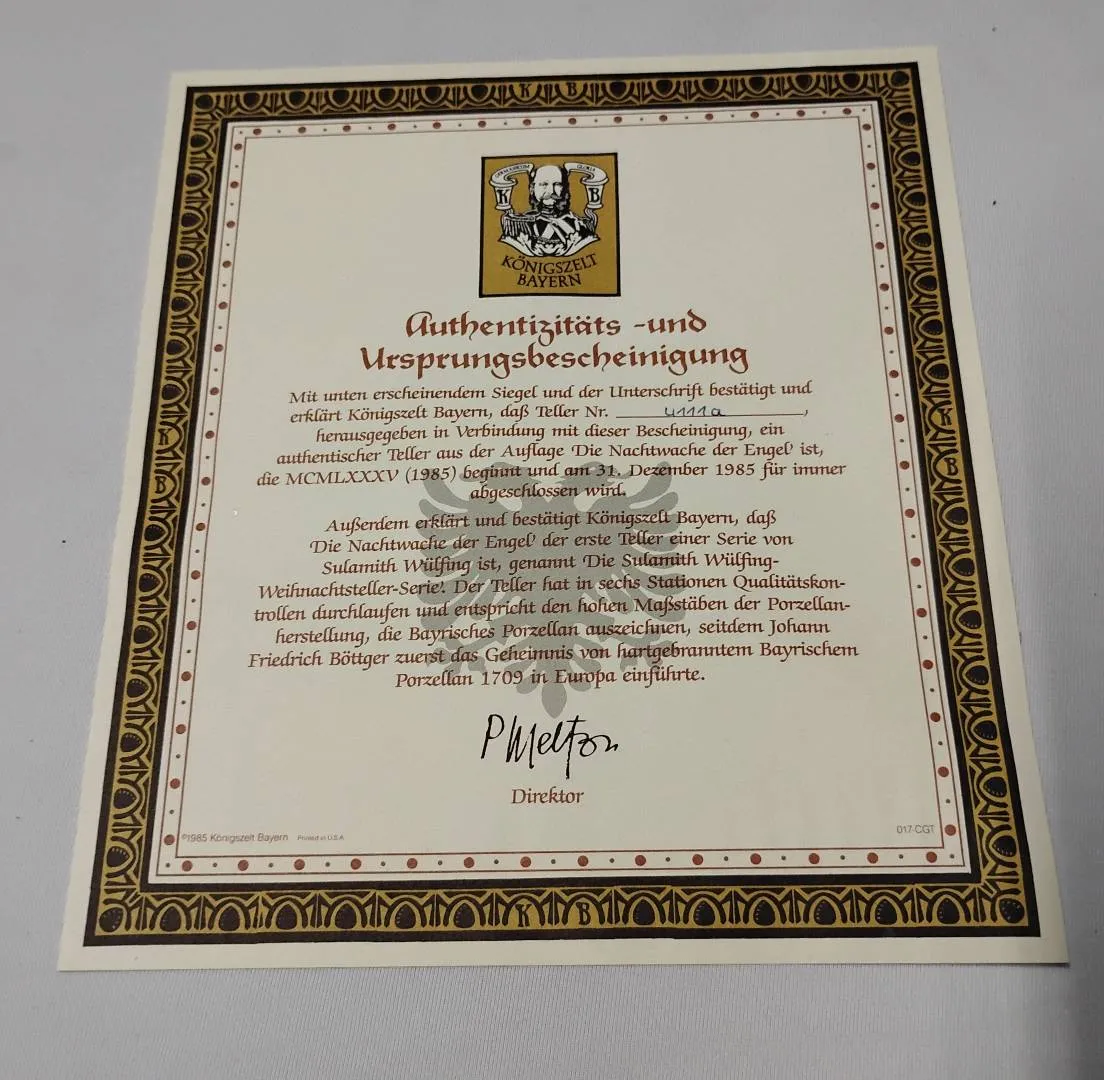 K B
K B
KÖNIGSZELT
BAYERN
Authentizitäts -und
Ursprungsbescheinigung
Mit unten erscheinendem Siegel und der Unterschrift bestätigt und
erklärt Königszelt Bayern, daß Teller Nr. 4111a,
herausgegeben in Verbindung mit dieser Bescheinigung, ein
authentischer Teller aus der Auflage 'Die Nachtwache der Engel' ist,
die MCMLXXXV (1985) beginnt und am 31. Dezember 1985 für immer
abgeschlossen wird.
Außerdem erklärt und bestätigt Königszelt Bayern, daß
'Die Nachtwache der Engel' der erste Teller einer Serie von
Sulamith Wülfing ist, genannt 'Die Sulamith Wülfing-
Weihnachtsteller-Serie'. Der Teller hat in sechs Stationen Qualitätskon-
trollen durchlaufen und entspricht den hohen Maßstäben der Porzellan-
herstellung, die Bayrisches Porzellan auszeichnen, seitdem Johann
Friedrich Böttger zuerst das Geheimnis von hartgebranntem Bayrischem
Porzellan 1709 in Europa einführte.
P Melton
Direktor
©1985 Königszelt Bayern Printed in U.S.A.
017-CGT
K B
K B
K B